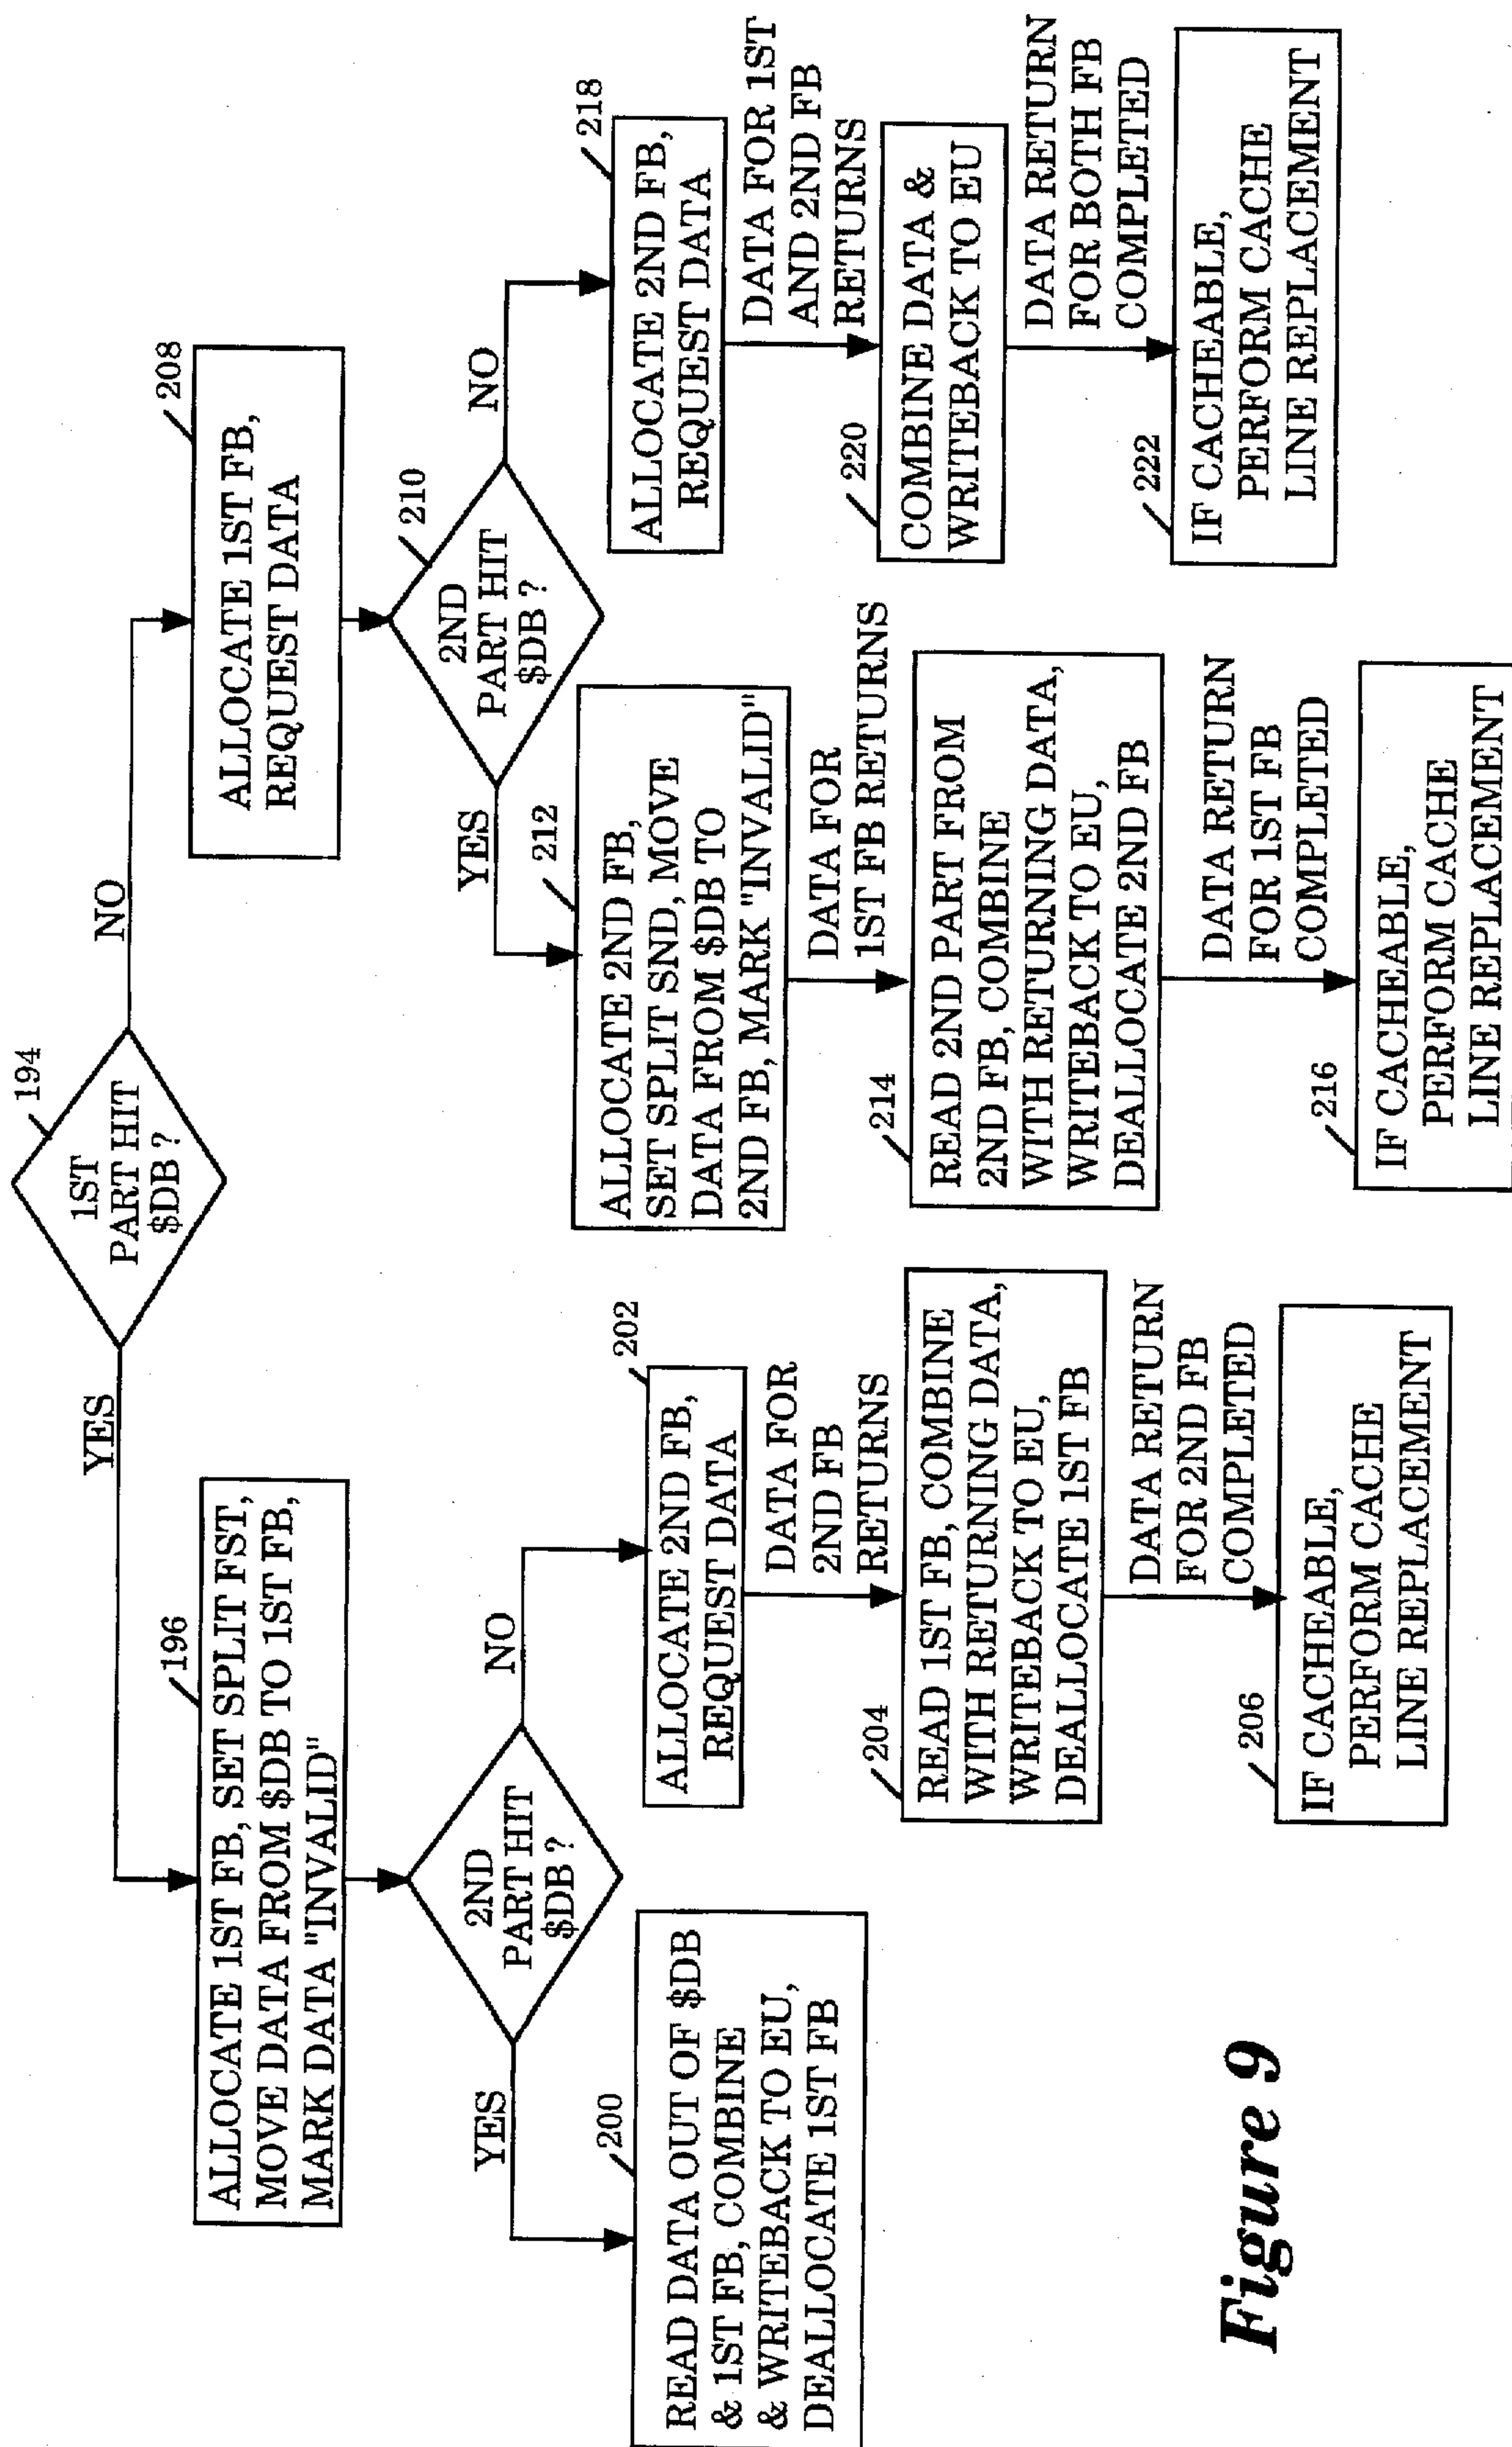 194
1ST
PART HIT
$DB ?
YES
NO
196
ALLOCATE 1ST FB, SET SPLIT FST,
MOVE DATA FROM $DB TO 1ST FB,
MARK DATA "INVALID"
2ND
PART HIT
$DB ?
YES
NO
200
READ DATA OUT OF $DB
& 1ST FB, COMBINE
& WRITEBACK TO EU,
DEALLOCATE 1ST FB
202
ALLOCATE 2ND FB,
REQUEST DATA
DATA FOR
2ND FB
RETURNS
204
READ 1ST FB, COMBINE
WITH RETURNING DATA,
WRITEBACK TO EU,
DEALLOCATE 1ST FB
DATA RETURN
FOR 2ND FB
COMPLETED
206
IF CACHEABLE,
PERFORM CACHE
LINE REPLACEMENT
208
ALLOCATE 1ST FB,
REQUEST DATA
210
2ND
PART HIT
$DB ?
YES
NO
212
ALLOCATE 2ND FB,
SET SPLIT SND, MOVE
DATA FROM $DB TO
2ND FB, MARK "INVALID"
DATA FOR
1ST FB RETURNS
214
READ 2ND PART FROM
2ND FB, COMBINE
WITH RETURNING DATA,
WRITEBACK TO EU,
DEALLOCATE 2ND FB
DATA RETURN
FOR 1ST FB
COMPLETED
216
IF CACHEABLE,
PERFORM CACHE
LINE REPLACEMENT
218
ALLOCATE 2ND FB,
REQUEST DATA
DATA FOR 1ST
AND 2ND FB
RETURNS
220
COMBINE DATA &
WRITEBACK TO EU
DATA RETURN
FOR BOTH FB
COMPLETED
222
IF CACHEABLE,
PERFORM CACHE
LINE REPLACEMENT
Figure 9